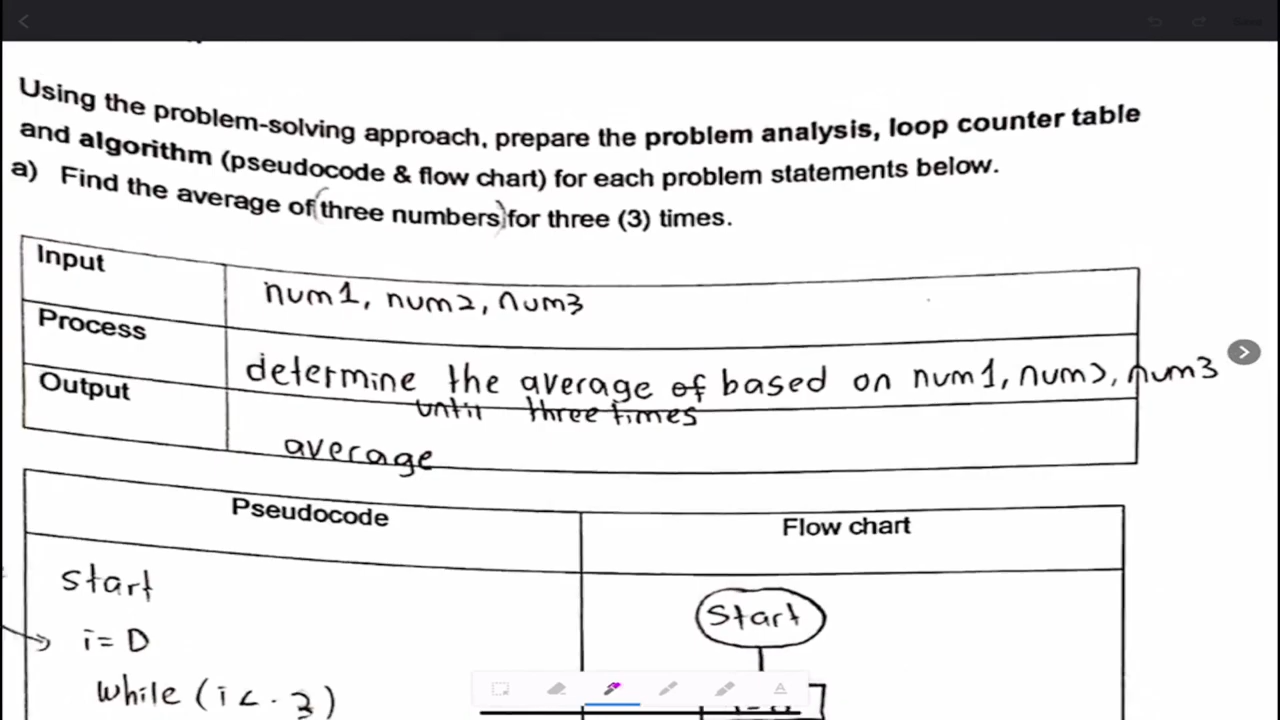 Using the problem-solving approach, prepare the problem analysis, loop counter table
and algorithm (pseudocode & flow chart) for each problem statements below.
a) Find the average of (three numbers) for three (3) times.
Input
num1, num2, num3
Process
determine the average of based on num1, num2, num3
until three times
Output
average
Pseudocode
Flow chart
start
i = 0
while (i < . 3)
Start